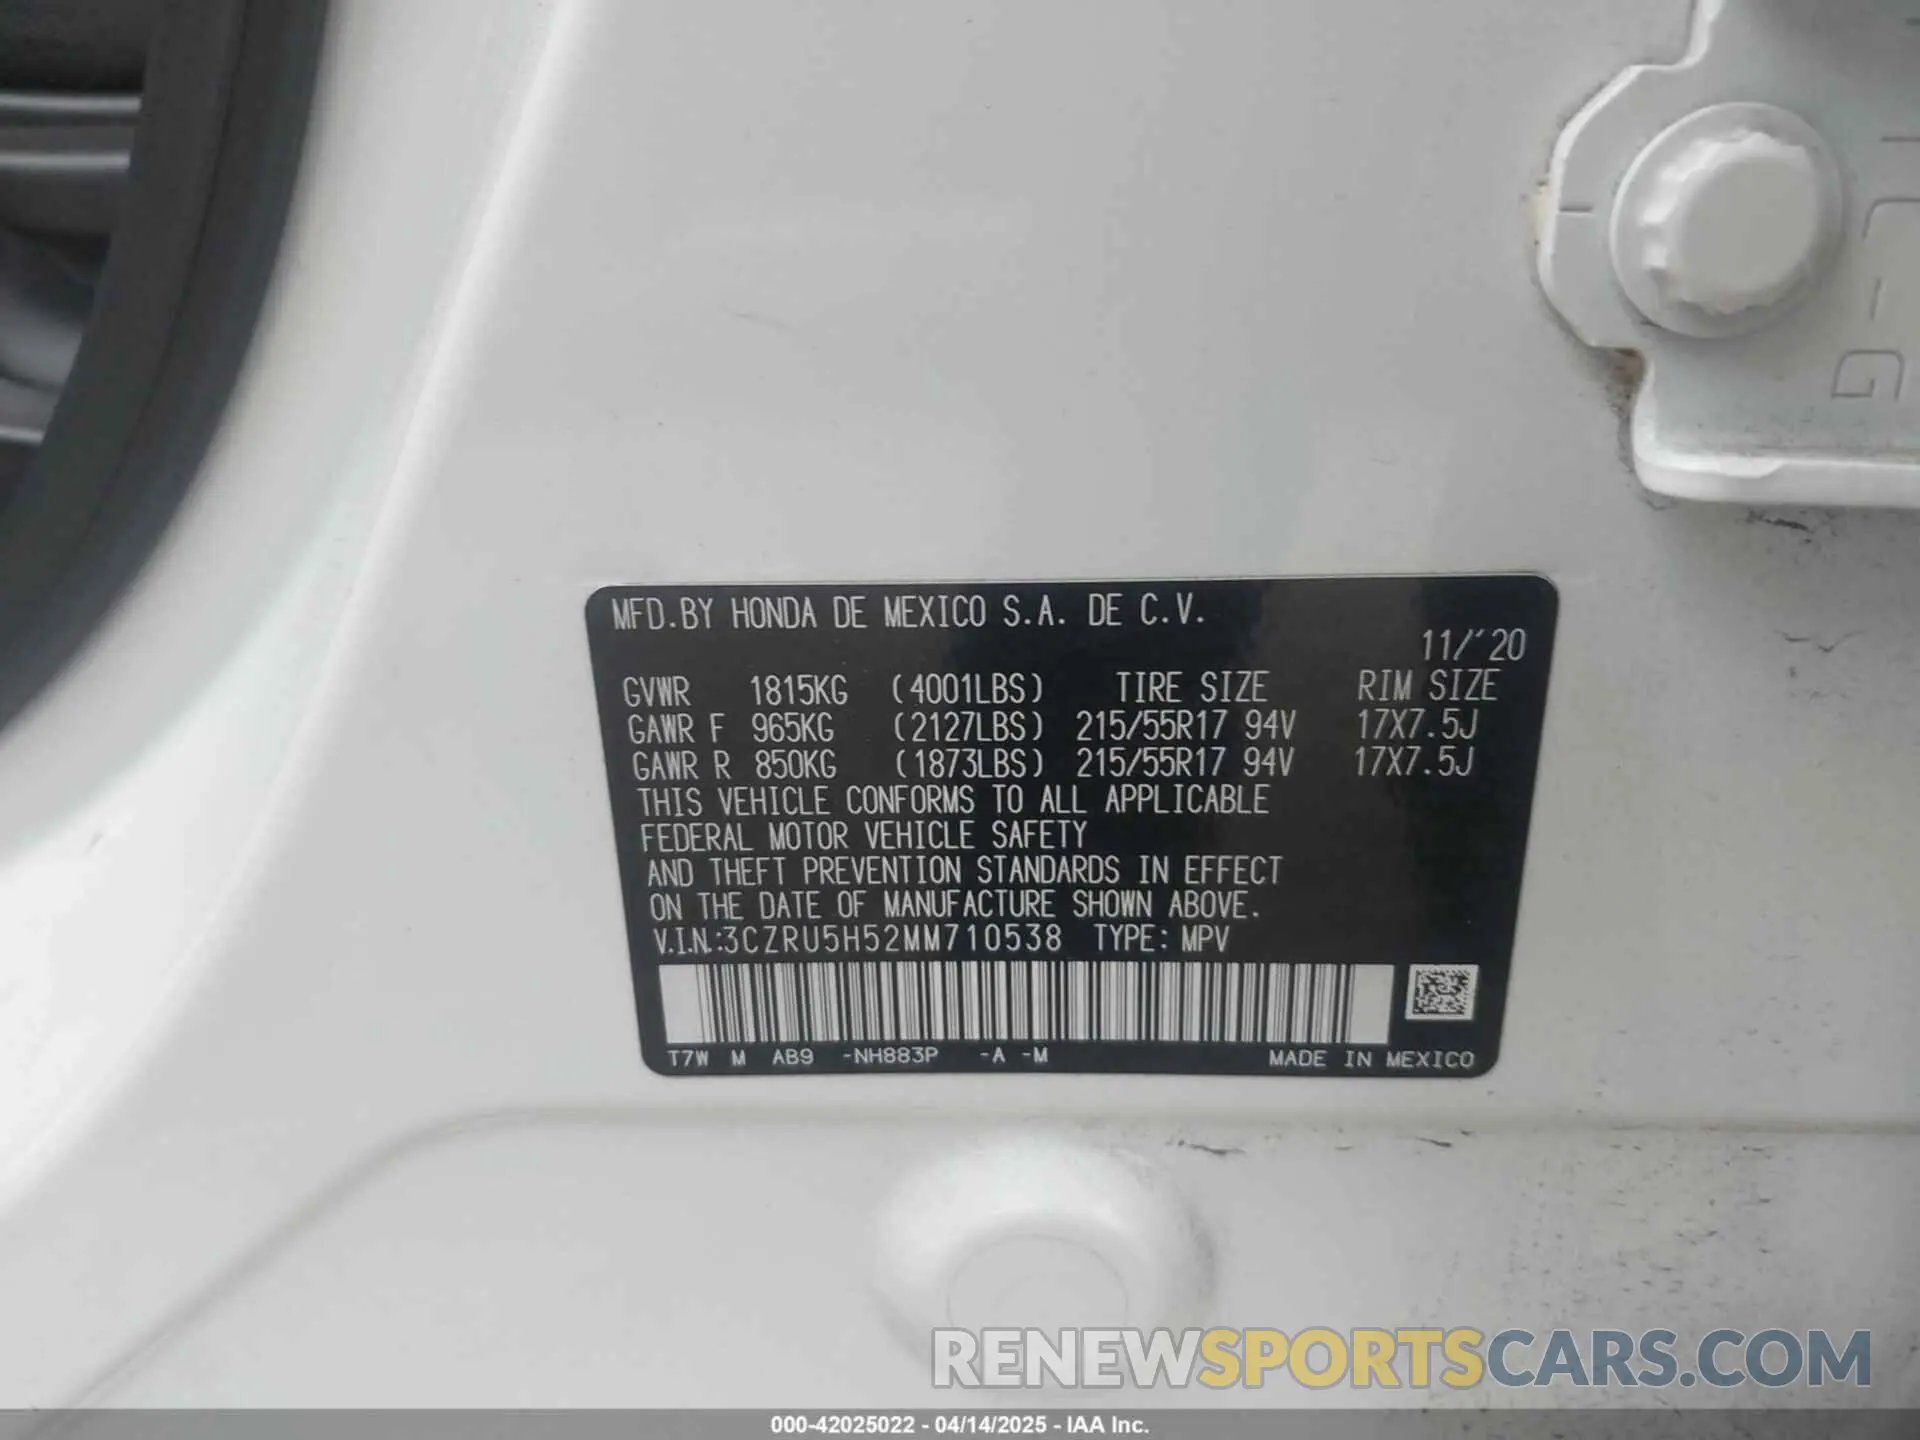 MFD.BY HONDA DE MEXICO S.A. DE C.V.
11/´20
GVWR 1815KG (4001LBS) TIRE SIZE RIM SIZE
GAWR F 965KG (2127LBS) 215/55R17 94V 17X7.5J
GAWR R 850KG (1873LBS) 215/55R17 94V 17X7.5J
THIS VEHICLE CONFORMS TO ALL APPLICABLE
FEDERAL MOTOR VEHICLE SAFETY
AND THEFT PREVENTION STANDARDS IN EFFECT
ON THE DATE OF MANUFACTURE SHOWN ABOVE.
V.I.N.:3CZRU5H52MM710538 TYPE: MPV
T7W M AB9 -NH883P -A -M MADE IN MEXICO
RENEWSPORTSCARS.COM
000-42025022 - 04/14/2025 - IAA Inc.